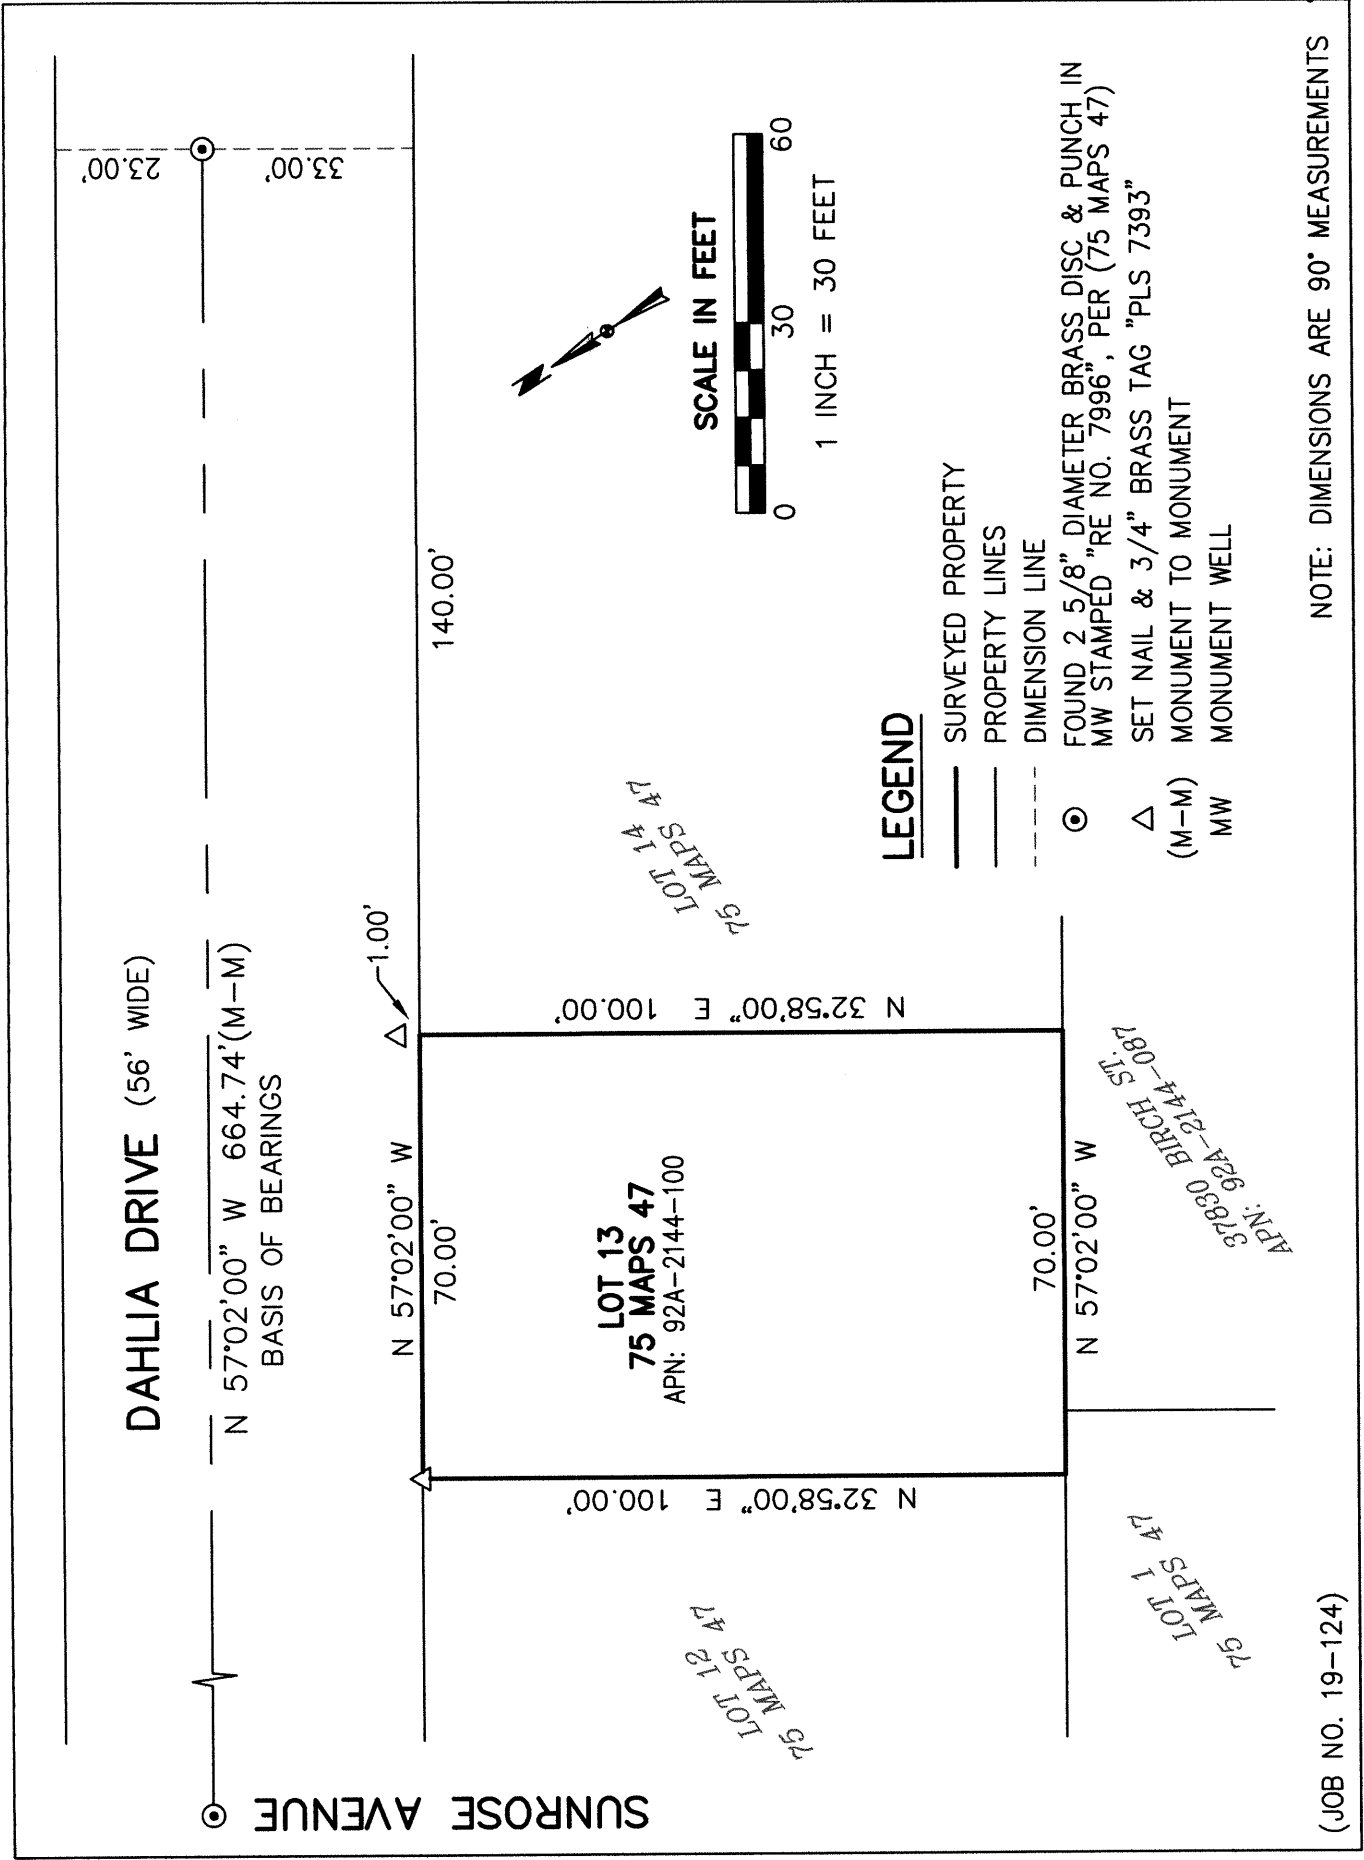 DAHLIA DRIVE (56' WIDE)
N 57°02'00" W 664.74'(M-M)
BASIS OF BEARINGS
23.00'
33.00'
SUNROSE AVENUE
N 57°02'00" W
70.00'
1.00'
140.00'
N 32°58'00" E 100.00'
N 32°58'00" E 100.00'
LOT 13
75 MAPS 47
APN: 92A-2144-100
LOT 12
75 MAPS 47
LOT 14
75 MAPS 47
70.00'
N 57°02'00" W
LOT 1
75 MAPS 47
37830 BIRCH ST.
APN: 92A-2144-087
N
SCALE IN FEET
0 30 60
1 INCH = 30 FEET
LEGEND
SURVEYED PROPERTY
PROPERTY LINES
DIMENSION LINE
FOUND 2 5/8" DIAMETER BRASS DISC & PUNCH IN
MW STAMPED "RE NO. 7996", PER (75 MAPS 47)
SET NAIL & 3/4" BRASS TAG "PLS 7393"
(M-M) MONUMENT TO MONUMENT
MW MONUMENT WELL
(JOB NO. 19-124)
NOTE: DIMENSIONS ARE 90° MEASUREMENTS